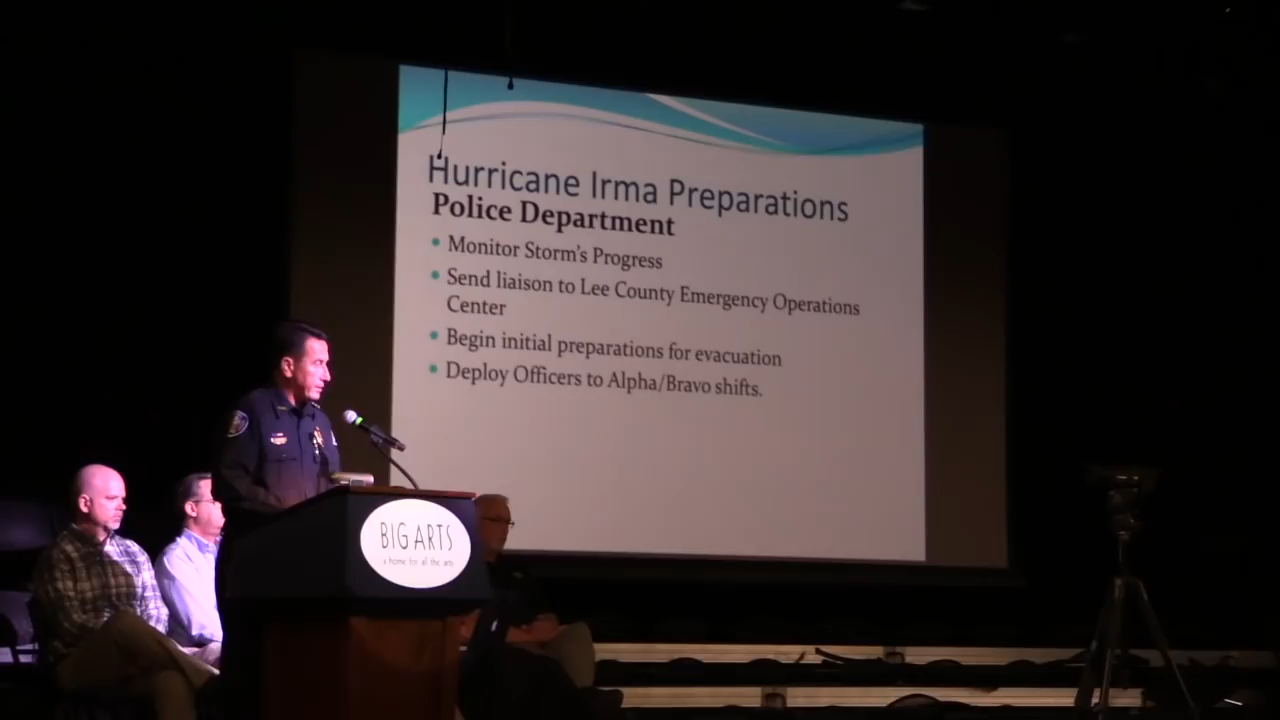 Hurricane Irma Preparations
Police Department
Monitor Storm's Progress
Send liaison to Lee County Emergency Operations
Center
Begin initial preparations for evacuation
Deploy Officers to Alpha/Bravo shifts.
BIG ARTS
a home for all the arts